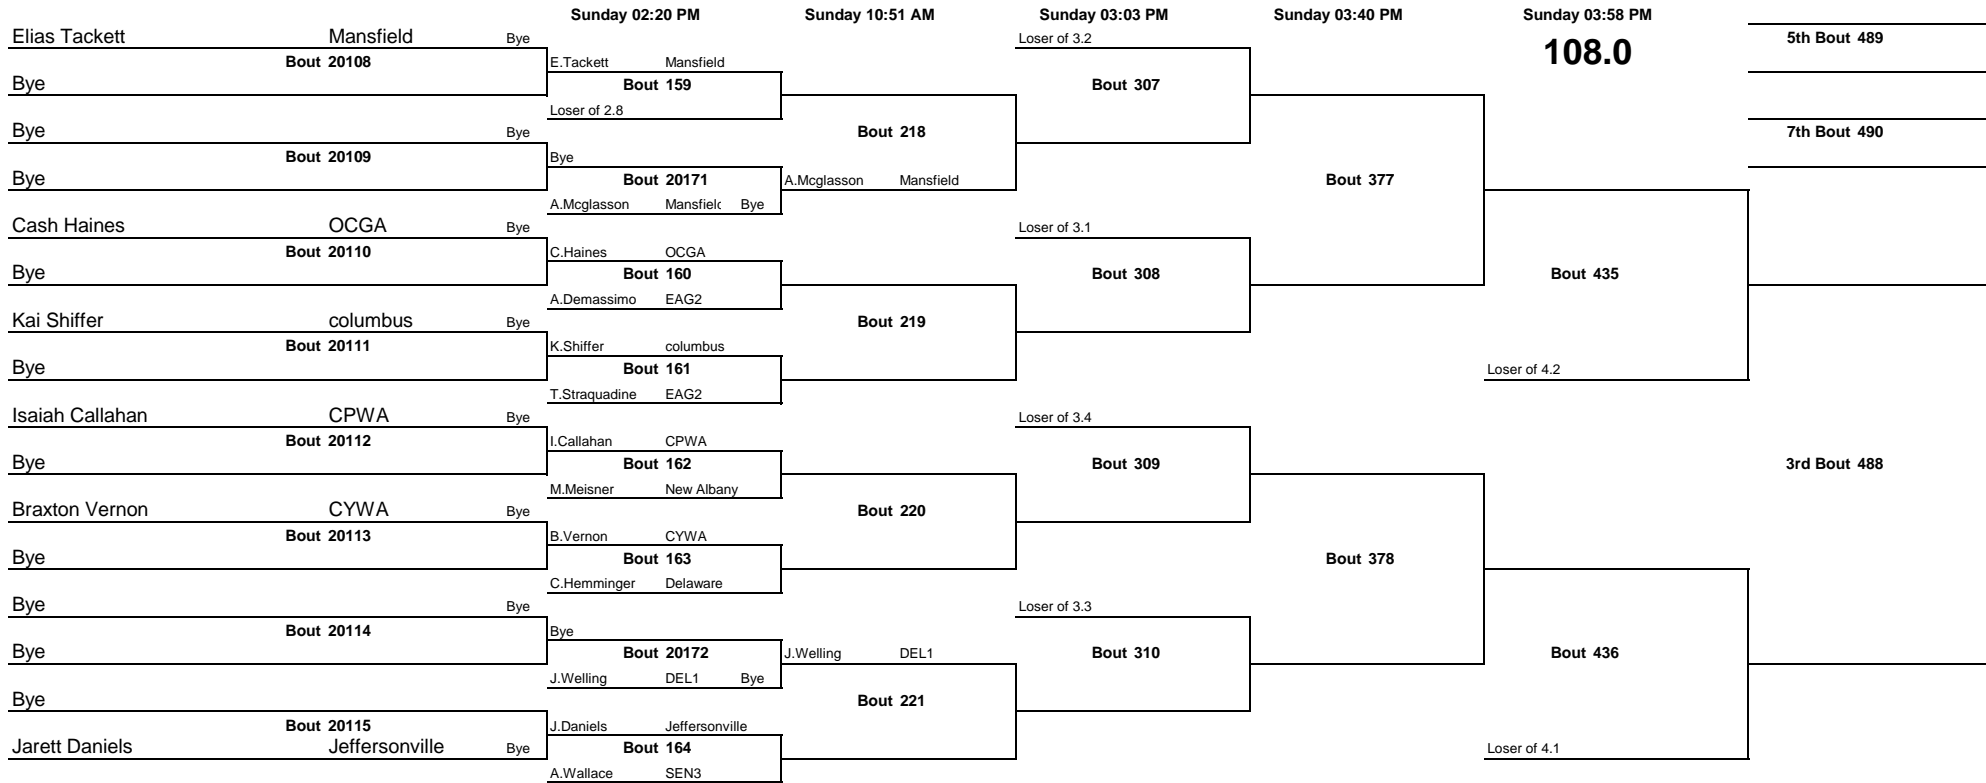 Sunday 02:20 PM Sunday 10:51 AM Sunday 03:03 PM Sunday 03:40 PM Sunday 03:58 PM
Elias Tackett Mansfield Bye Loser of 3.2 108.0 5th Bout 489
Bout 20108 E.Tackett Mansfield
Bye Bout 159 Bout 307
Loser of 2.8
Bye Bye Bout 218 7th Bout 490
Bout 20109 Bye
Bye Bout 20171 A.Mcglasson Mansfield Bout 377
A.Mcglasson Mansfielc Bye
Cash Haines OCGA Bye Loser of 3.1
Bout 20110 C.Haines OCGA
Bye Bout 160 Bout 308 Bout 435
A.Demassimo EAG2
Kai Shiffer columbus Bye Bout 219
Bout 20111 K.Shiffer columbus
Bye Bout 161 Loser of 4.2
T.Straquadine EAG2
Isaiah Callahan CPWA Bye Loser of 3.4
Bout 20112 I.Callahan CPWA
Bye Bout 162 Bout 309 3rd Bout 488
M.Meisner New Albany
Braxton Vernon CYWA Bye Bout 220
Bout 20113 B.Vernon CYWA
Bye Bout 163 Bout 378
C.Hemminger Delaware
Bye Bye Loser of 3.3
Bout 20114 Bye
Bye Bout 20172 J.Welling DEL1 Bout 310 Bout 436
J.Welling DEL1 Bye
Bye Bout 221
Bout 20115 J.Daniels Jeffersonville
Jarett Daniels Jeffersonville Bye Bout 164 Loser of 4.1
A.Wallace SEN3